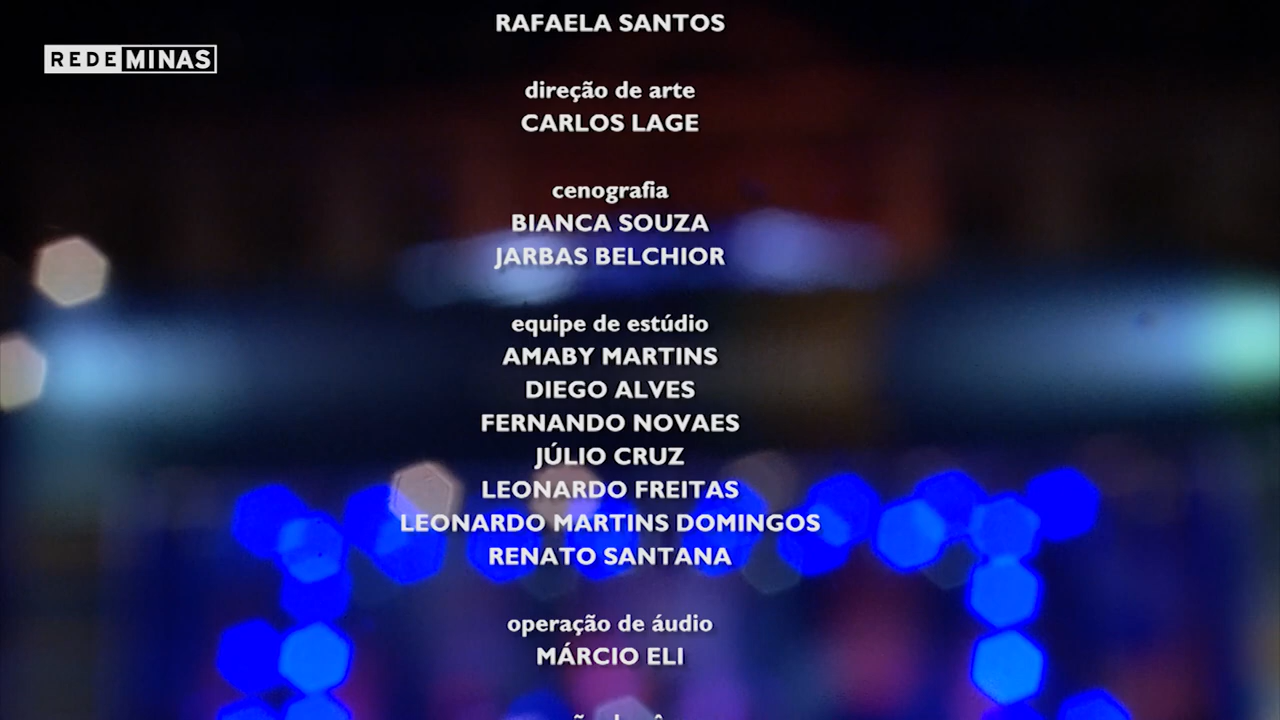 RAFAELA SANTOS
REDE MINAS
direção de arte
CARLOS LAGE
cenografia
BIANCA SOUZA
JARBAS BELCHIOR
equipe de estúdio
AMABY MARTINS
DIEGO ALVES
FERNANDO NOVAES
JÚLIO CRUZ
LEONARDO FREITAS
LEONARDO MARTINS DOMINGOS
RENATO SANTANA
operação de áudio
MÁRCIO ELI